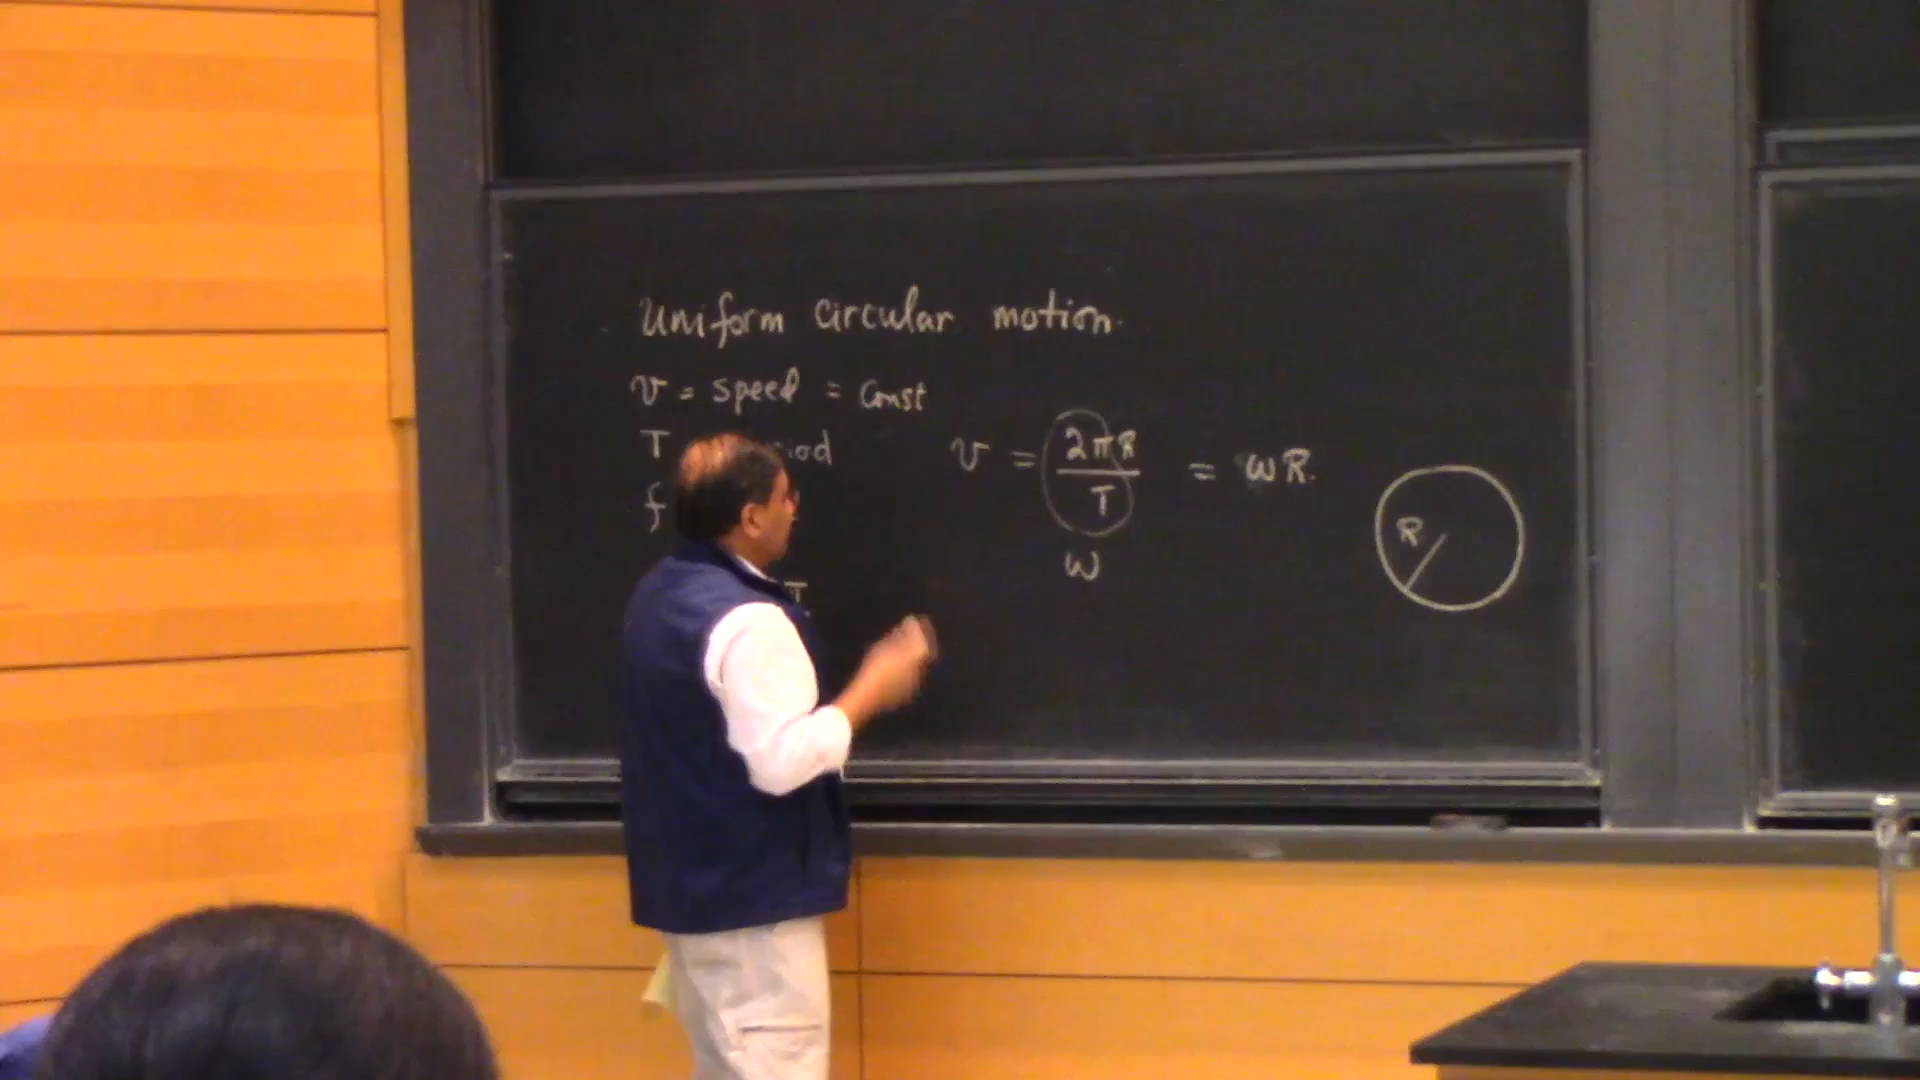 Uniform circular motion.
v = speed = Const
T
v = 2πR / T = ωR.
f
ω
R
T